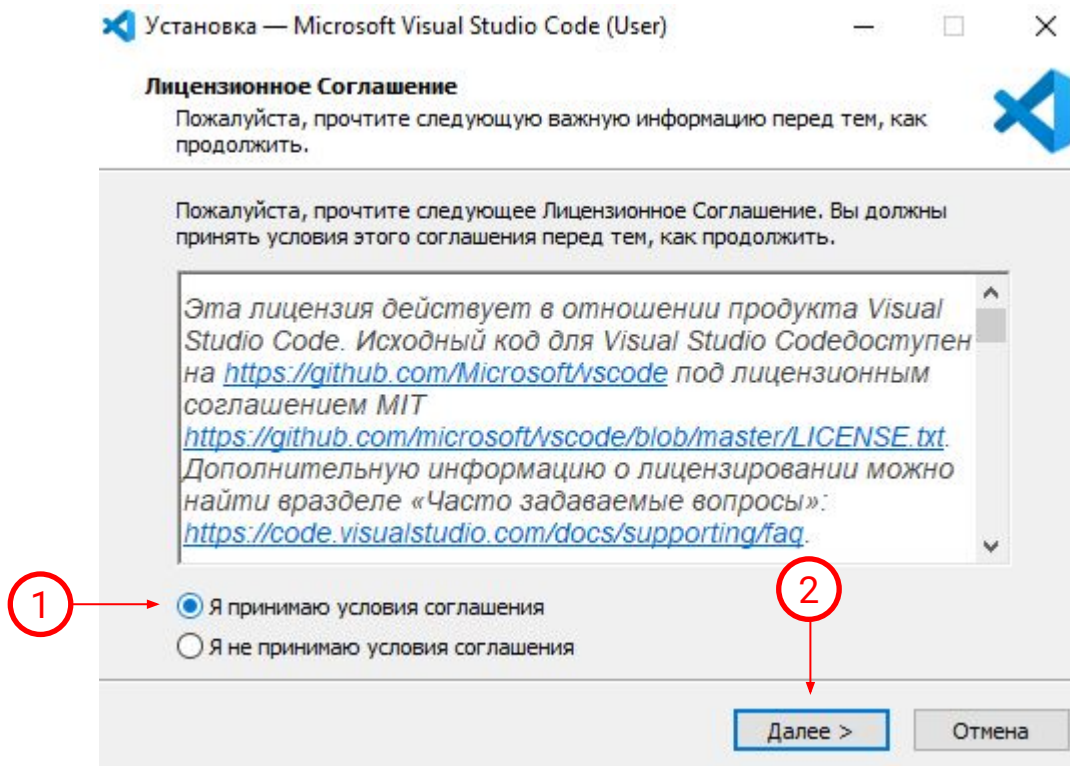 Установка — Microsoft Visual Studio Code (User)
Лицензионное Соглашение
Пожалуйста, прочтите следующую важную информацию перед тем, как
продолжить.
Пожалуйста, прочтите следующее Лицензионное Соглашение. Вы должны
принять условия этого соглашения перед тем, как продолжить.
Эта лицензия действует в отношении продукта Visual
Studio Code. Исходный код для Visual Studio Codeдоступен
на https://github.com/Microsoft/vscode под лицензионным
соглашением MIT
https://github.com/microsoft/vscode/blob/master/LICENSE.txt.
Дополнительную информацию о лицензировании можно
найти вразделе «Часто задаваемые вопросы»:
https://code.visualstudio.com/docs/supporting/faq.
1
Я принимаю условия соглашения
2
Я не принимаю условия соглашения
Далее >
Отмена